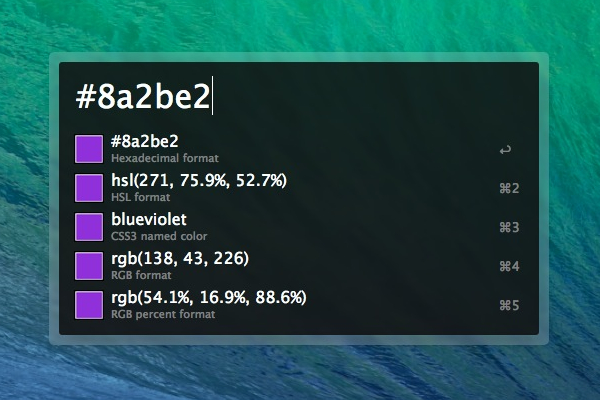 #8a2be2
#8a2be2
Hexadecimal format
↩
hsl(271, 75.9%, 52.7%)
HSL format
⌘2
blueviolet
CSS3 named color
⌘3
rgb(138, 43, 226)
RGB format
⌘4
rgb(54.1%, 16.9%, 88.6%)
RGB percent format
⌘5